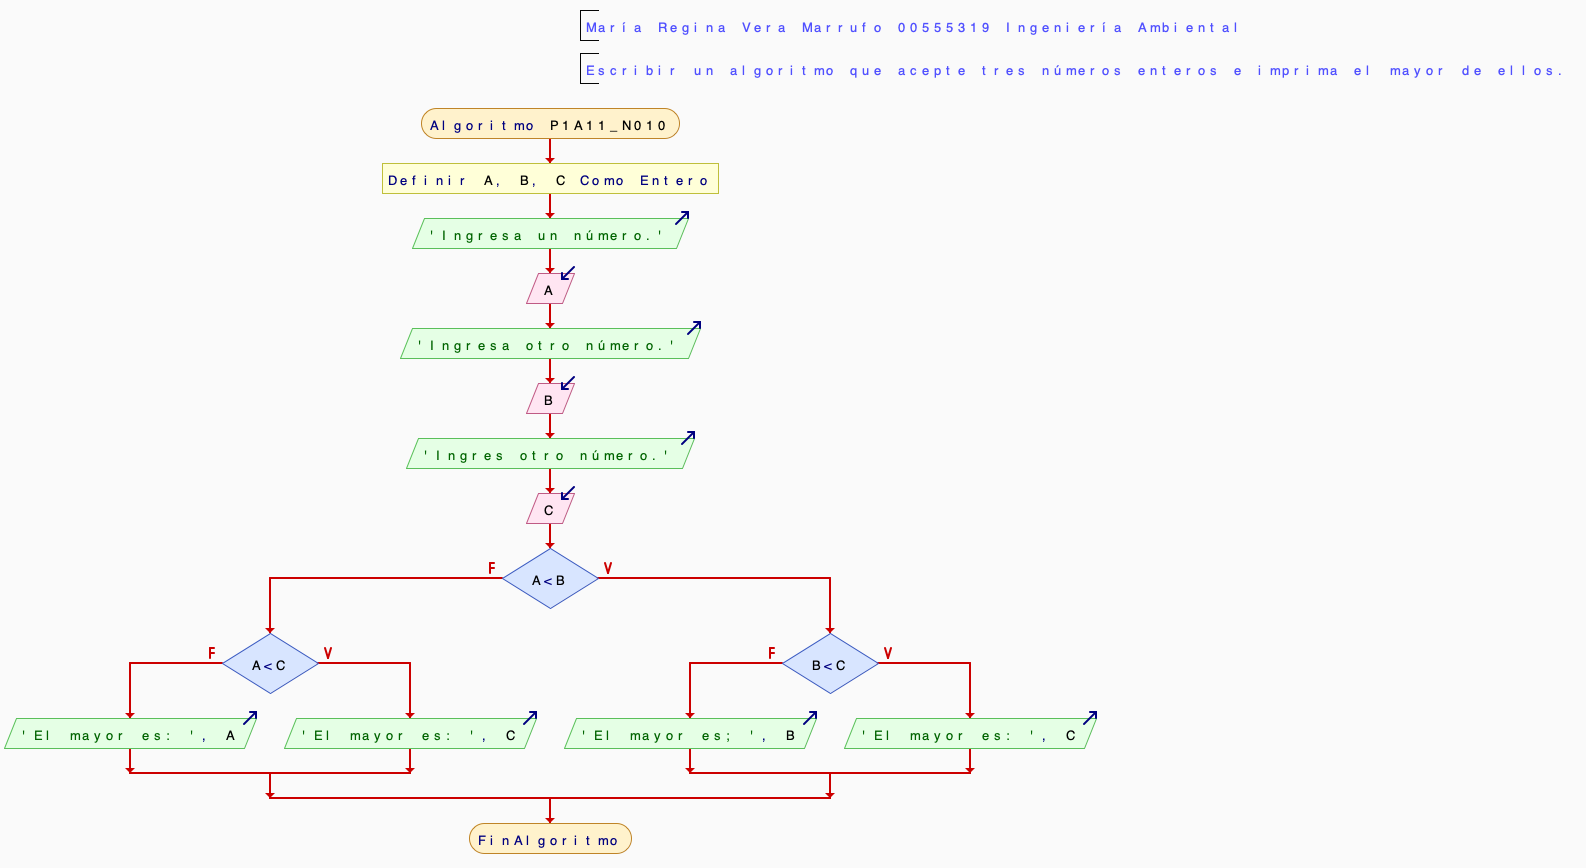 María Regina Vera Marrufo 00555319 Ingeniería Ambiental
Escribir un algoritmo que acepte tres números enteros e imprima el mayor de ellos.
Algoritmo P1A11_N010
Definir A, B, C Como Entero
'Ingresa un número.'
A
'Ingresa otro número.'
B
'Ingres otro número.'
C
F A<B V
F A<C V F B<C V
'El mayor es: ', A 'El mayor es: ', C 'El mayor es; ', B 'El mayor es: ', C
FinAlgoritmo